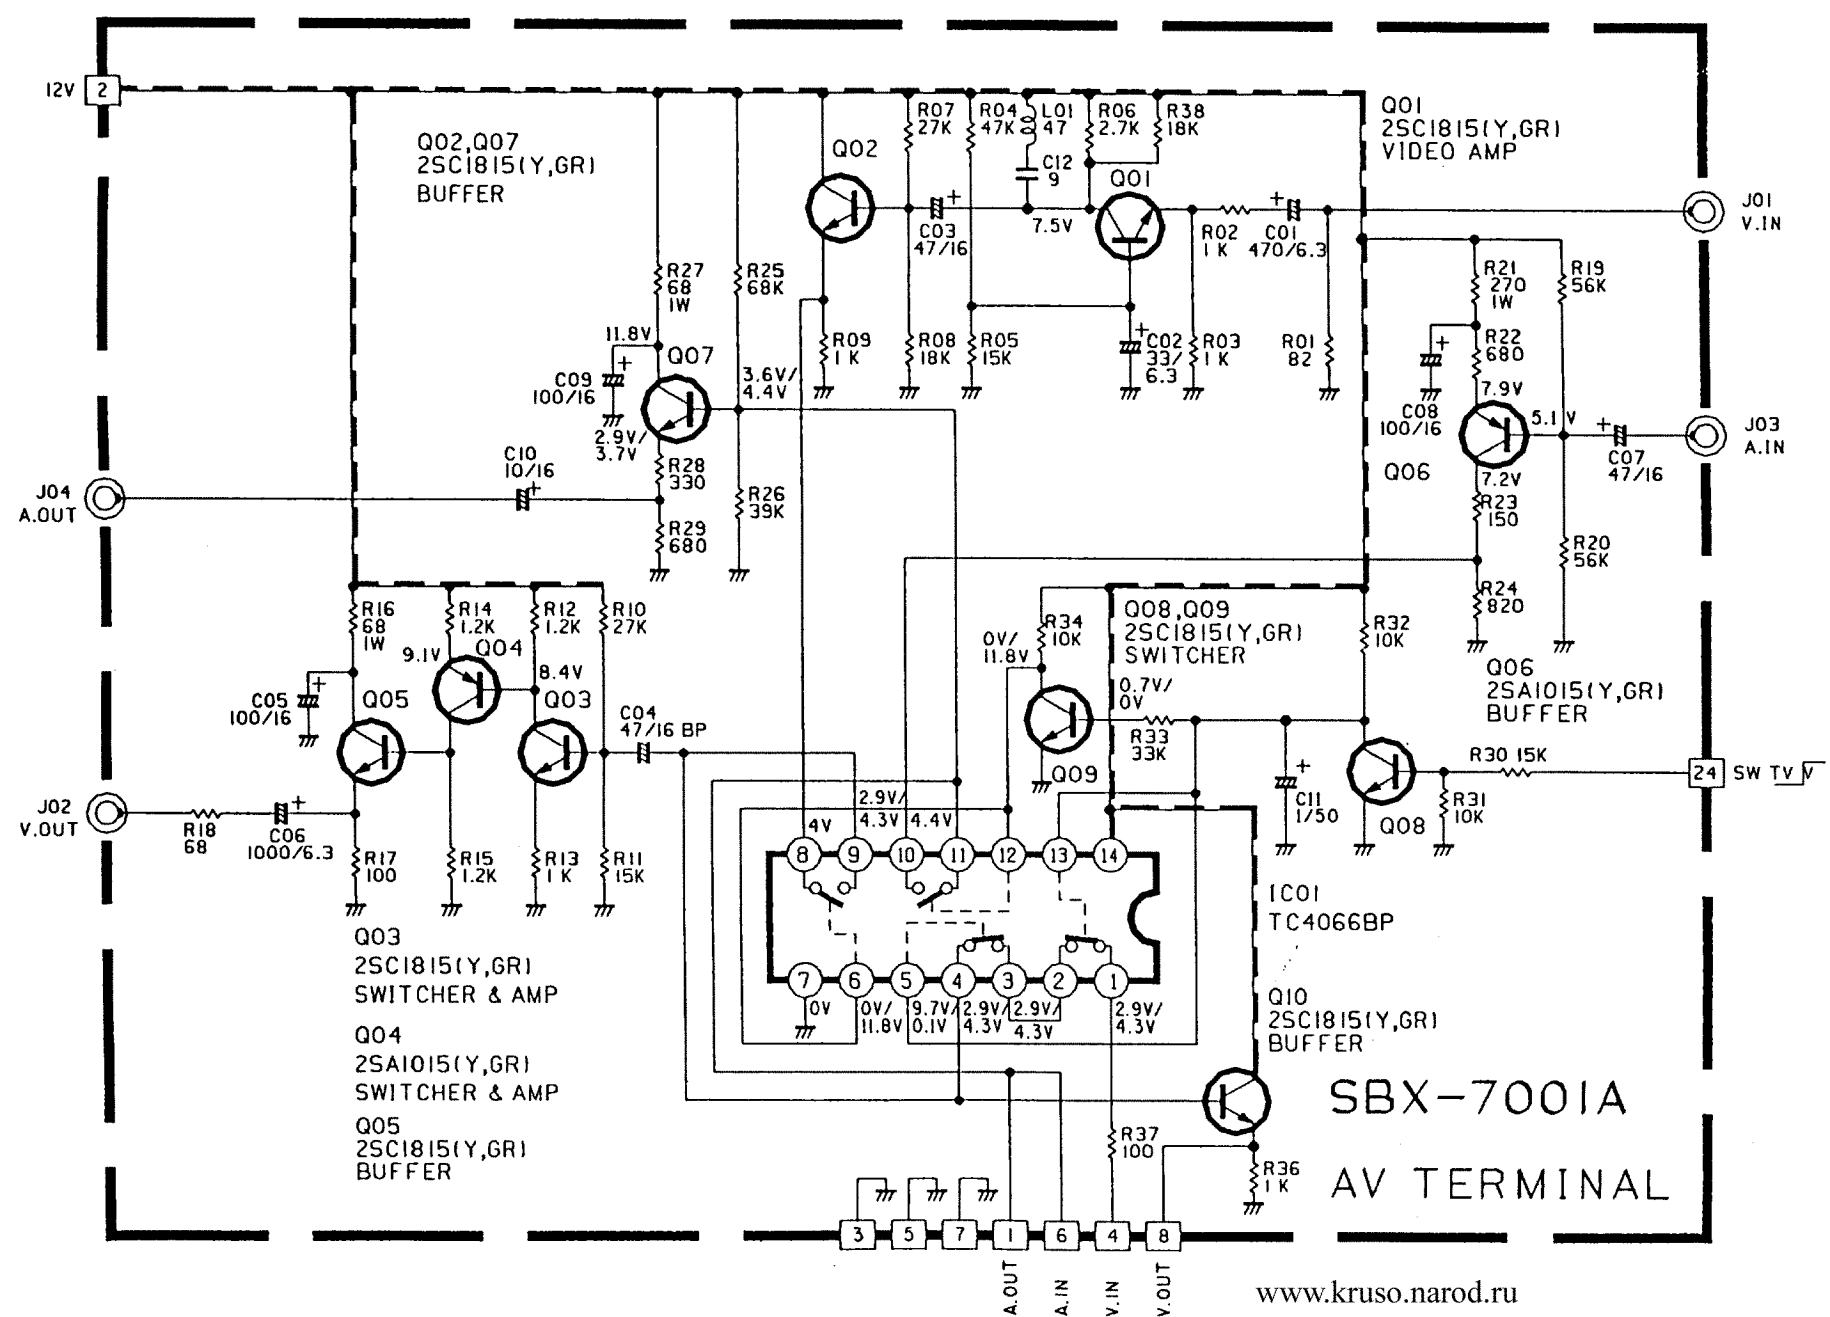 12V
2
Q02,Q07
2SC1815(Y,GR)
BUFFER
Q02
R07
27K
R04
47K
L01
47
R06
2.7K
R38
18K
C12
9
Q01
Q01
2SC1815(Y,GR)
VIDEO AMP
J01
V.IN
C03
47/16
7.5V
R02
1K
C01
470/6.3
R27
68
1W
R25
68K
R21
270
1W
R19
56K
11.8V
Q07
R09
1K
R08
18K
R05
15K
C02
33/
6.3
R03
1K
R01
82
R22
680
C09
100/16
3.6V/
4.4V
7.9V
5.1V
C08
100/16
Q06
7.2V
C07
47/16
J03
A.IN
2.9V/
3.7V
C10
10/16
R28
330
R26
39K
R29
680
J04
A.OUT
R23
150
R20
56K
R24
820
R16
68
1W
R14
1.2K
R12
1.2K
R10
27K
9.1V
Q04
8.4V
0V/
11.8V
R34
10K
Q08,Q09
2SC1815(Y,GR)
SWITCHER
R32
10K
Q06
2SA1015(Y,GR)
BUFFER
C05
100/16
Q05
Q03
C04
47/16 BP
0.7V/
0V
R33
33K
Q09
R30 15K
24
SW TV V
J02
V.OUT
R18
68
C06
1000/6.3
R17
100
R15
1.2K
R13
1K
R11
15K
2.9V/
4.3V
4V
4.4V
C11
1/50
Q08
R31
10K
8
9
10
11
12
13
14
IC01
TC4066BP
7
6
5
4
3
2
1
0V
0V/
11.8V
9.7V/
0.1V
2.9V/
4.3V
2.9V/
4.3V
2.9V/
4.3V
Q03
2SC1815(Y,GR)
SWITCHER & AMP
Q04
2SA1015(Y,GR)
SWITCHER & AMP
Q05
2SC1815(Y,GR)
BUFFER
Q10
2SC1815(Y,GR)
BUFFER
R37
100
R36
1K
SBX-7001A
AV TERMINAL
3
5
7
1
6
4
8
A.OUT
A.IN
V.IN
V.OUT
www.kruso.narod.ru